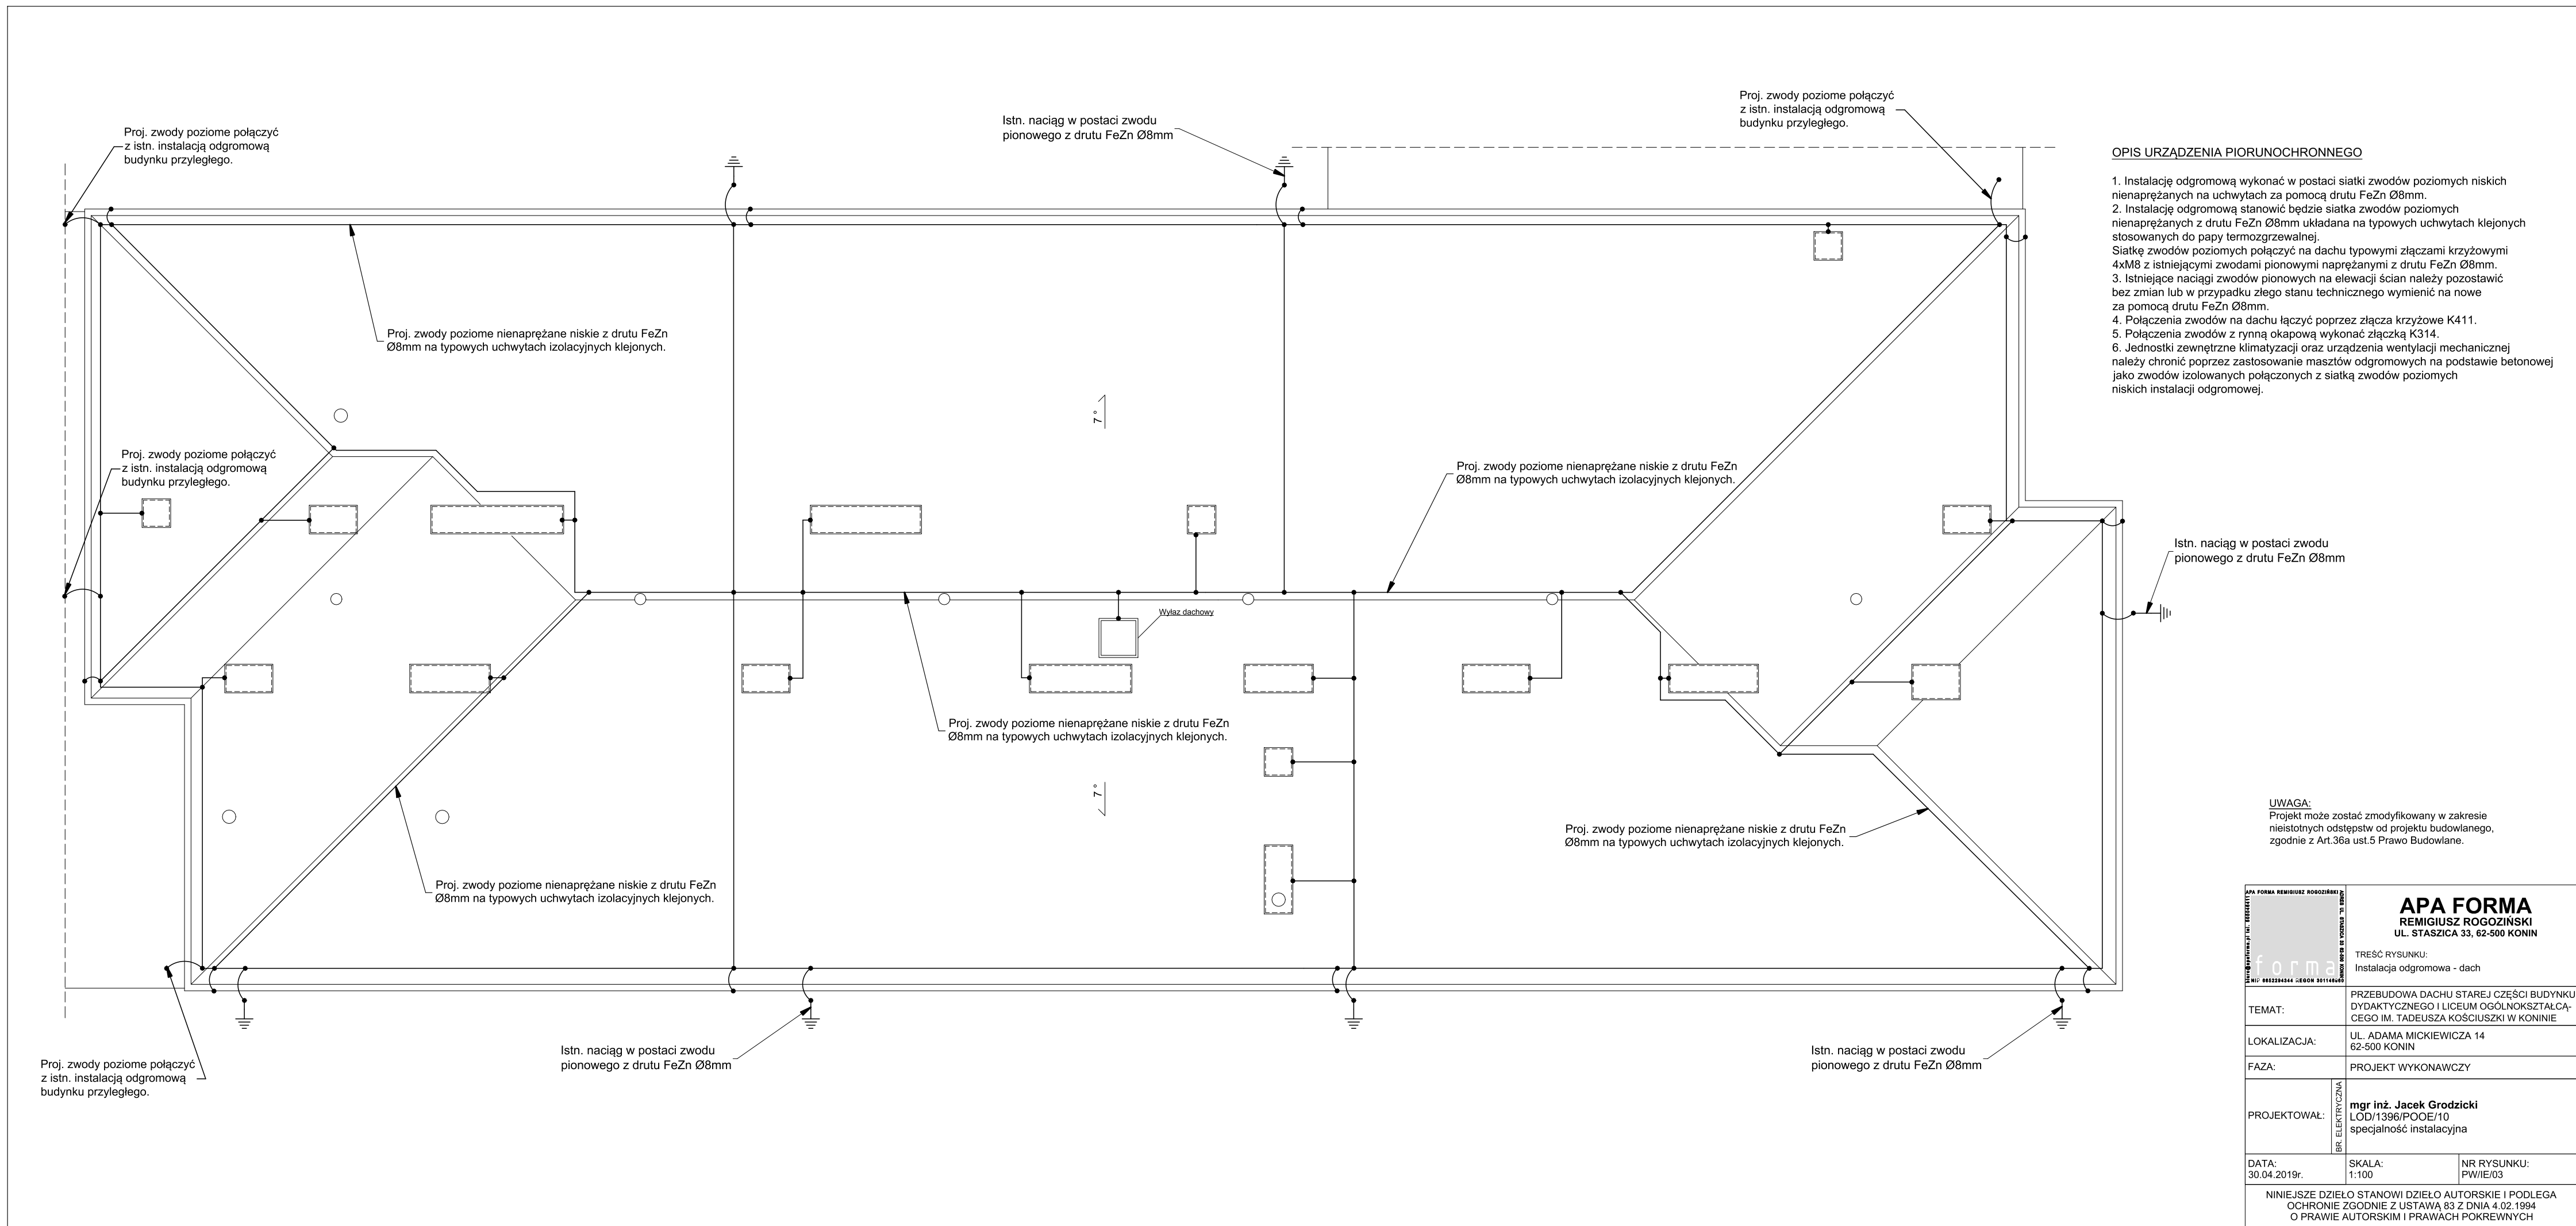 Proj. zwody poziome połączyć
z istn. instalacją odgromową
budynku przyległego.
Istn. naciąg w postaci zwodu
pionowego z drutu FeZn Ø8mm
Proj. zwody poziome połączyć
z istn. instalacją odgromową
budynku przyległego.
OPIS URZĄDZENIA PIORUNOCHRONNEGO
1. Instalację odgromową wykonać w postaci siatki zwodów poziomych niskich
nienaprężanych na uchwytach za pomocą drutu FeZn Ø8mm.
2. Instalację odgromową stanowić będzie siatka zwodów poziomych
nienaprężanych z drutu FeZn Ø8mm układana na typowych uchwytach klejonych
stosowanych do papy termozgrzewalnej.
Siatkę zwodów poziomych połączyć na dachu typowymi złączami krzyżowymi
4xM8 z istniejącymi zwodami pionowymi naprężanymi z drutu FeZn Ø8mm.
3. Istniejące naciągi zwodów pionowych na elewacji ścian należy pozostawić
bez zmian lub w przypadku złego stanu technicznego wymienić na nowe
za pomocą drutu FeZn Ø8mm.
4. Połączenia zwodów na dachu łączyć poprzez złącza krzyżowe K411.
5. Połączenia zwodów z rynną okapową wykonać złączką K314.
6. Jednostki zewnętrzne klimatyzacji oraz urządzenia wentylacji mechanicznej
należy chronić poprzez zastosowanie masztów odgromowych na podstawie betonowej
jako zwodów izolowanych połączonych z siatką zwodów poziomych
niskich instalacji odgromowej.
Proj. zwody poziome nienaprężane niskie z drutu FeZn
Ø8mm na typowych uchwytach izolacyjnych klejonych.
7°
Proj. zwody poziome połączyć
z istn. instalacją odgromową
budynku przyległego.
Proj. zwody poziome nienaprężane niskie z drutu FeZn
Ø8mm na typowych uchwytach izolacyjnych klejonych.
Istn. naciąg w postaci zwodu
pionowego z drutu FeZn Ø8mm
Wyłaz dachowy
Proj. zwody poziome nienaprężane niskie z drutu FeZn
Ø8mm na typowych uchwytach izolacyjnych klejonych.
7°
Proj. zwody poziome nienaprężane niskie z drutu FeZn
Ø8mm na typowych uchwytach izolacyjnych klejonych.
Proj. zwody poziome nienaprężane niskie z drutu FeZn
Ø8mm na typowych uchwytach izolacyjnych klejonych.
UWAGA:
Projekt może zostać zmodyfikowany w zakresie
nieistotnych odstępstw od projektu budowlanego,
zgodnie z Art.36a ust.5 Prawo Budowlane.
Istn. naciąg w postaci zwodu
pionowego z drutu FeZn Ø8mm
Istn. naciąg w postaci zwodu
pionowego z drutu FeZn Ø8mm
Proj. zwody poziome połączyć
z istn. instalacją odgromową
budynku przyległego.
APA FORMA REMIGIUSZ ROGOZIŃSKI
ADRES UL. STASZICA 33 62-500 KONIN
forma
APA FORMA
REMIGIUSZ ROGOZIŃSKI
UL. STASZICA 33, 62-500 KONIN
TREŚĆ RYSUNKU:
Instalacja odgromowa - dach
TEMAT:
PRZEBUDOWA DACHU STAREJ CZĘŚCI BUDYNKU
DYDAKTYCZNEGO I LICEUM OGÓLNOKSZTAŁCĄ-
CEGO IM. TADEUSZA KOŚCIUSZKI W KONINIE
LOKALIZACJA:
UL. ADAMA MICKIEWICZA 14
62-500 KONIN
FAZA:
PROJEKT WYKONAWCZY
PROJEKTOWAŁ:
BR. ELEKTRYCZNA
mgr inż. Jacek Grodzicki
LOD/1396/POOE/10
specjalność instalacyjna
DATA:
30.04.2019r.
SKALA:
1:100
NR RYSUNKU:
PW/IE/03
NINIEJSZE DZIEŁO STANOWI DZIEŁO AUTORSKIE I PODLEGA
OCHRONIE ZGODNIE Z USTAWĄ 83 Z DNIA 4.02.1994
O PRAWIE AUTORSKIM I PRAWACH POKREWNYCH